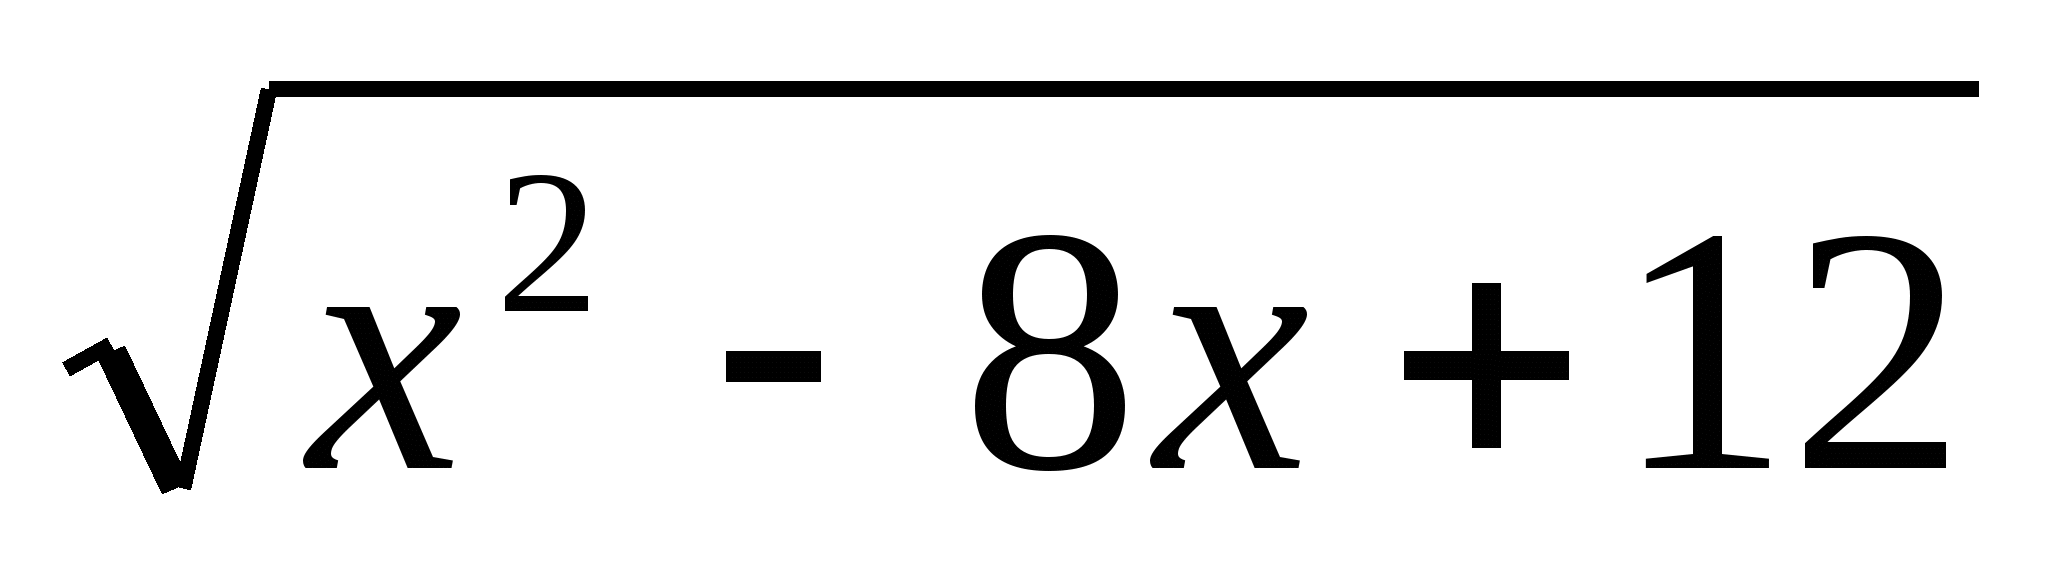 √(x² - 8x + 12)